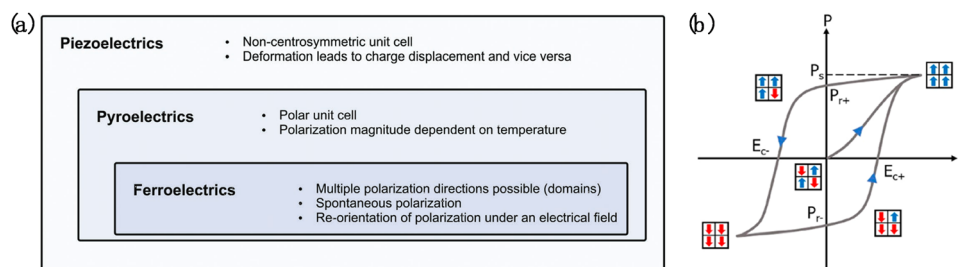 (a)
Piezoelectrics
• Non-centrosymmetric unit cell
• Deformation leads to charge displacement and vice versa
Pyroelectrics
• Polar unit cell
• Polarization magnitude dependent on temperature
Ferroelectrics
• Multiple polarization directions possible (domains)
• Spontaneous polarization
• Re-orientation of polarization under an electrical field
(b)
P
Ps
Pr+
Ec-
Ec+
Pr-